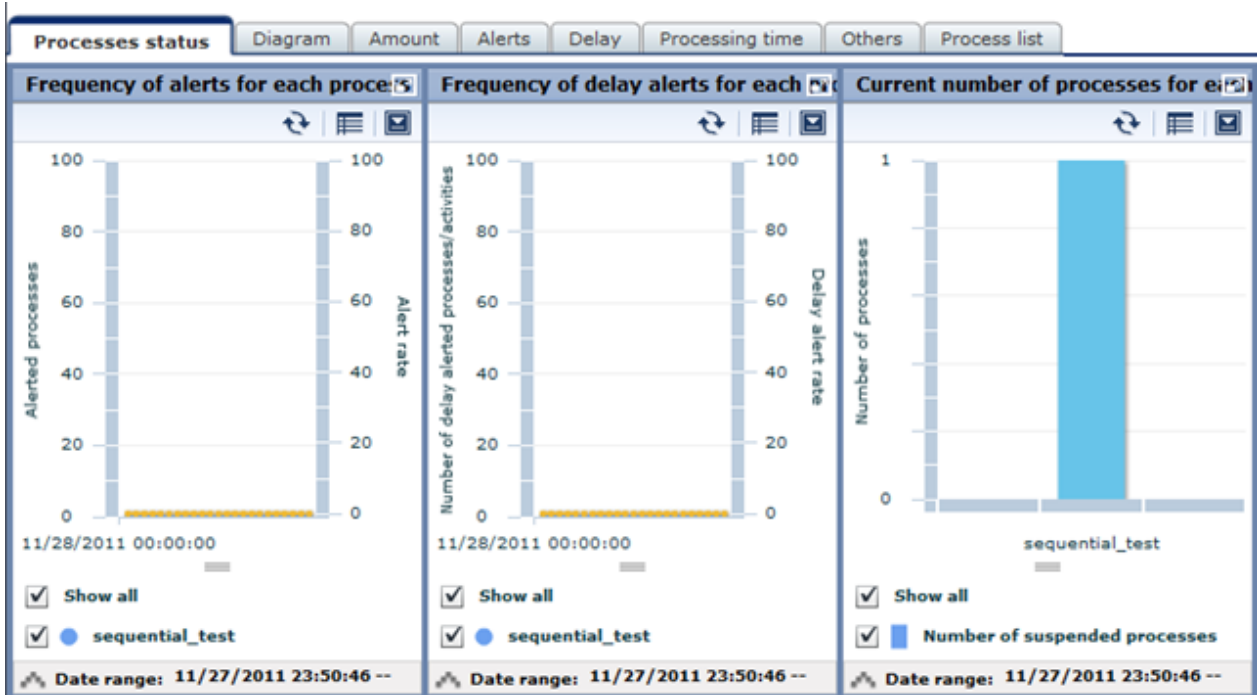 Processes status Diagram Amount Alerts Delay Processing time Others Process list
Frequency of alerts for each
Frequency of delay alerts for each
Current number of processes for
100
80
60
40
20
0
100
80
60
40
20
0
Alerted processes
Alert rate
11/28/2011 00:00:00
Show all
sequential_test
Date range: 11/27/2011 23:50:46 --
100
80
60
40
20
0
100
80
60
40
20
0
Number of delay alerted processes/activities
Delay alert rate
11/28/2011 00:00:00
Show all
sequential_test
Date range: 11/27/2011 23:50:46 --
1
0
Number of processes
sequential_test
Show all
Number of suspended processes
Date range: 11/27/2011 23:50:46 --